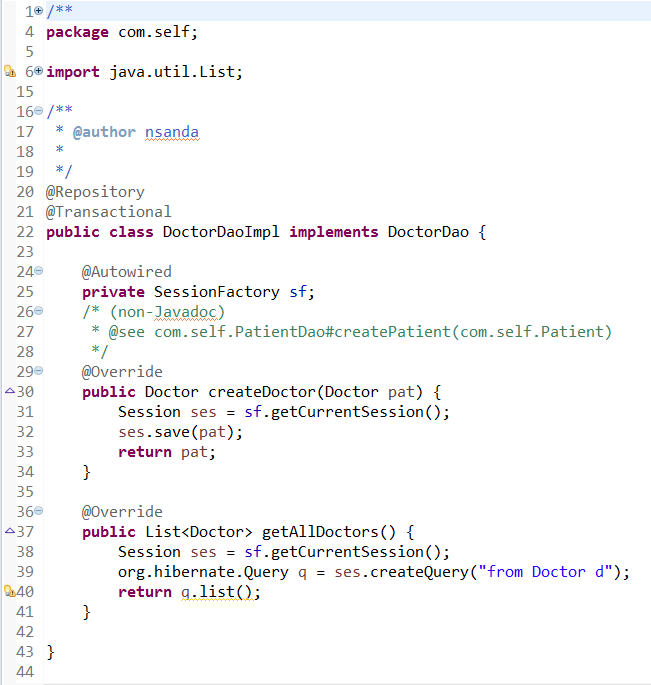 1 /**
4 package com.self;
5
6 import java.util.List;
15
16 /**
17  * @author nsanda
18  *
19  */
20 @Repository
21 @Transactional
22 public class DoctorDaoImpl implements DoctorDao {
23
24     @Autowired
25     private SessionFactory sf;
26     /* (non-Javadoc)
27      * @see com.self.PatientDao#createPatient(com.self.Patient)
28      */
29     @Override
30     public Doctor createDoctor(Doctor pat) {
31         Session ses = sf.getCurrentSession();
32         ses.save(pat);
33         return pat;
34     }
35
36     @Override
37     public List<Doctor> getAllDoctors() {
38         Session ses = sf.getCurrentSession();
39         org.hibernate.Query q = ses.createQuery("from Doctor d");
40         return q.list();
41     }
42
43 }
44